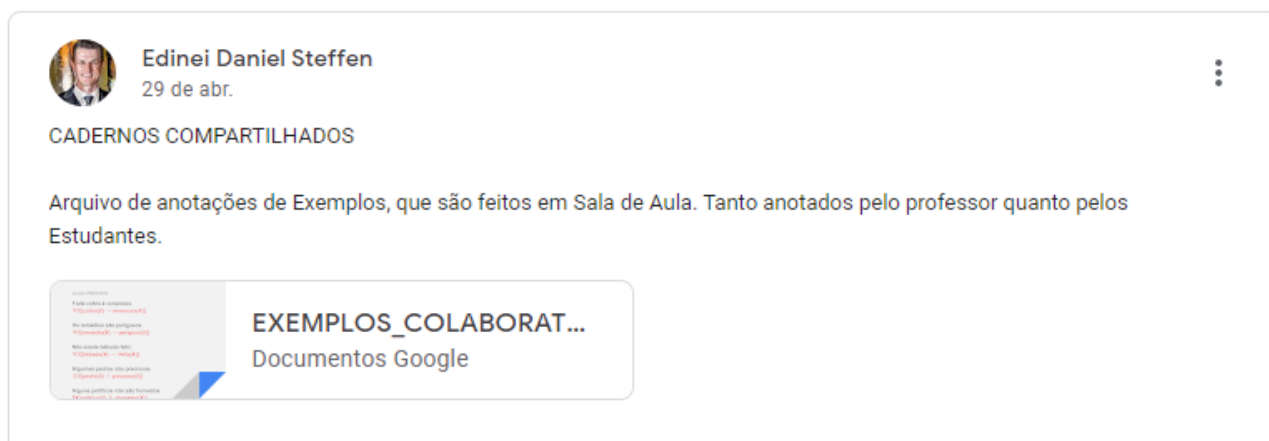 Edinei Daniel Steffen
29 de abr.
CADERNOS COMPARTILHADOS
Arquivo de anotações de Exemplos, que são feitos em Sala de Aula. Tanto anotados pelo professor quanto pelos
Estudantes.
EXEMPLOS_COLABORAT...
Documentos Google